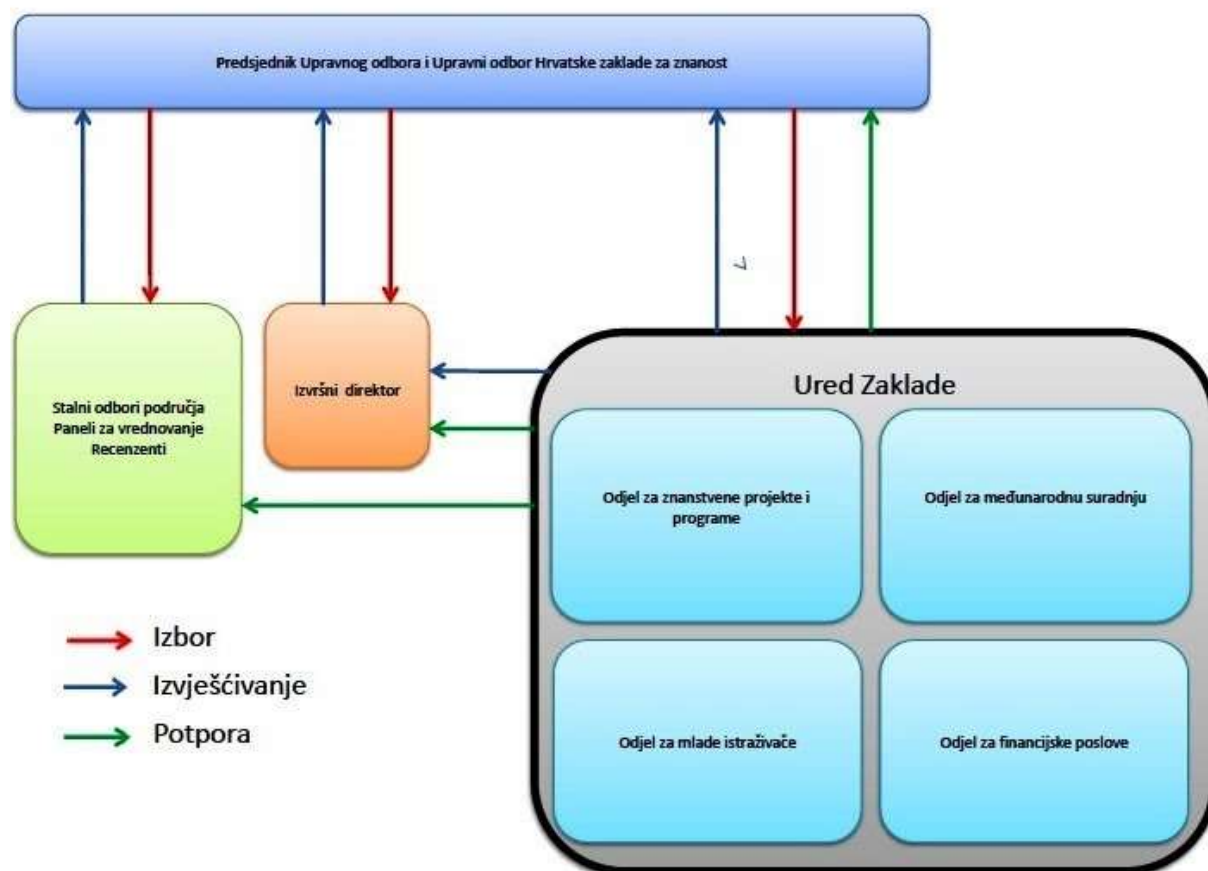 Predsjednik Upravnog odbora i Upravni odbor Hrvatske zaklade za znanost
Stalni odbori područja
Paneli za vrednovanje
Recenzenti
Izvršni direktor
Ured Zaklade
Odjel za znanstvene projekte i
programe
Odjel za međunarodnu suradnju
Odjel za mlade istraživače
Odjel za financijske poslove
Izbor
Izvješćivanje
Potpora